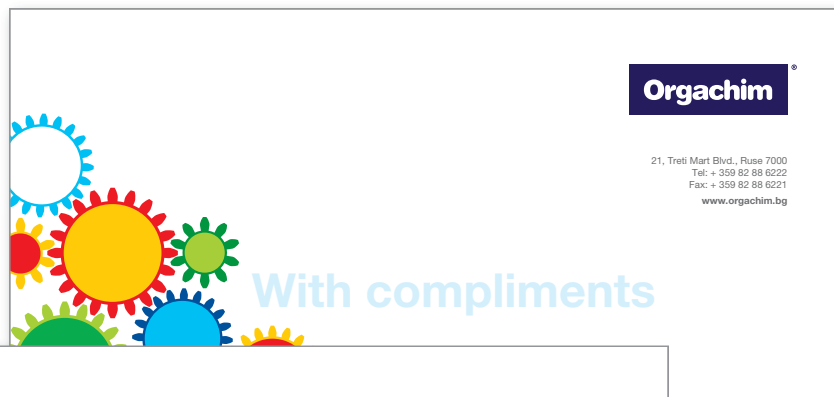 Orgachim ®
21, Treti Mart Blvd., Ruse 7000
Tel: + 359 82 88 6222
Fax: + 359 82 88 6221
www.orgachim.bg
With compliments